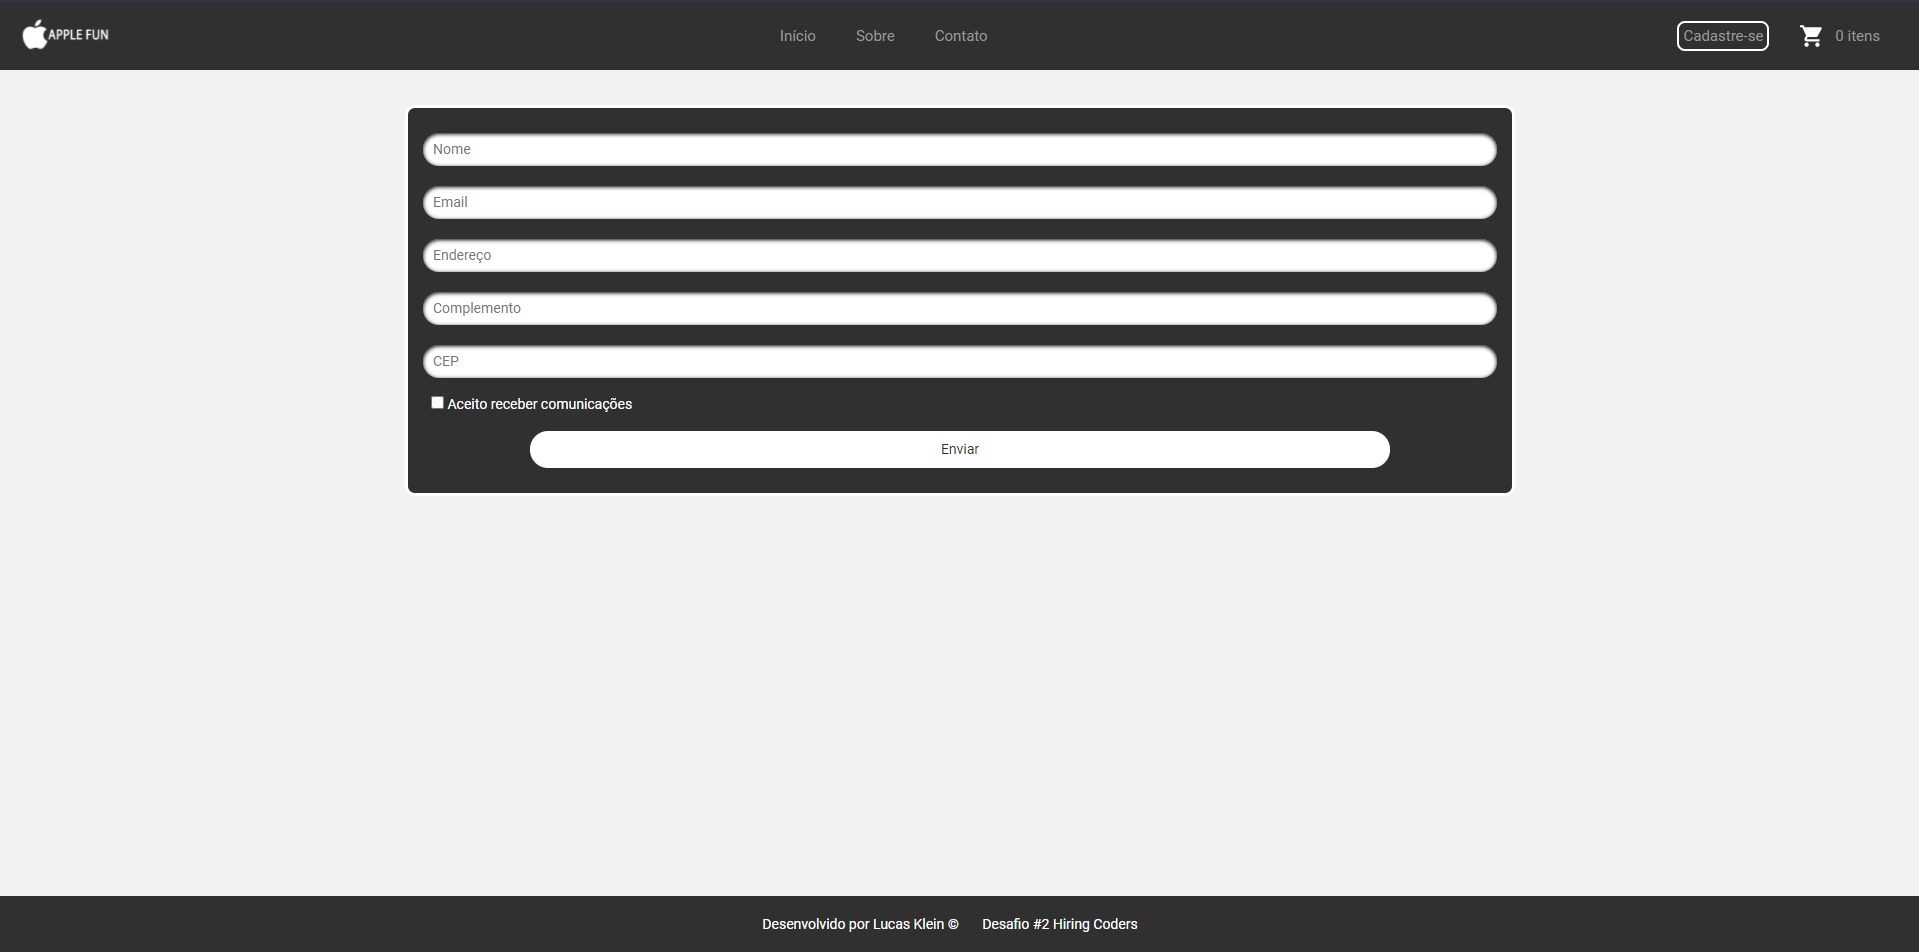 APPLE FUN
Início Sobre Contato
Cadastre-se
0 itens
Nome
Email
Endereço
Complemento
CEP
Aceito receber comunicações
Enviar
Desenvolvido por Lucas Klein © Desafio #2 Hiring Coders